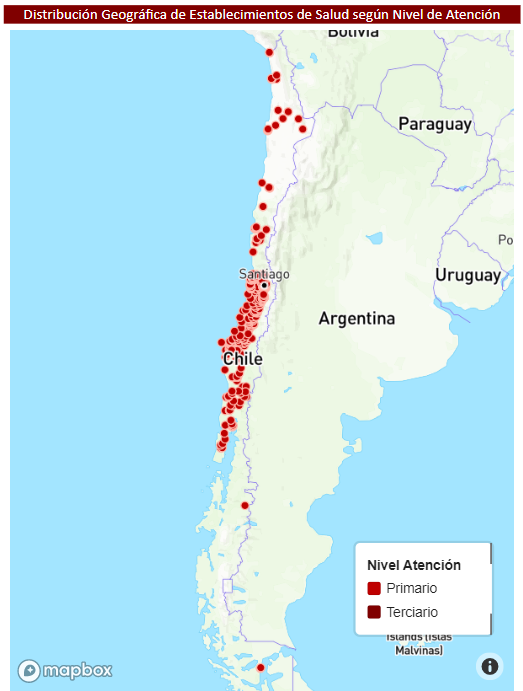 Distribución Geográfica de Establecimientos de Salud según Nivel de Atención
Bolivia
Paraguay
Po
Santiago
Uruguay
Argentina
Chile
Nivel Atención
Primario
Terciario
Islands (Islas
Malvinas)
mapbox
i